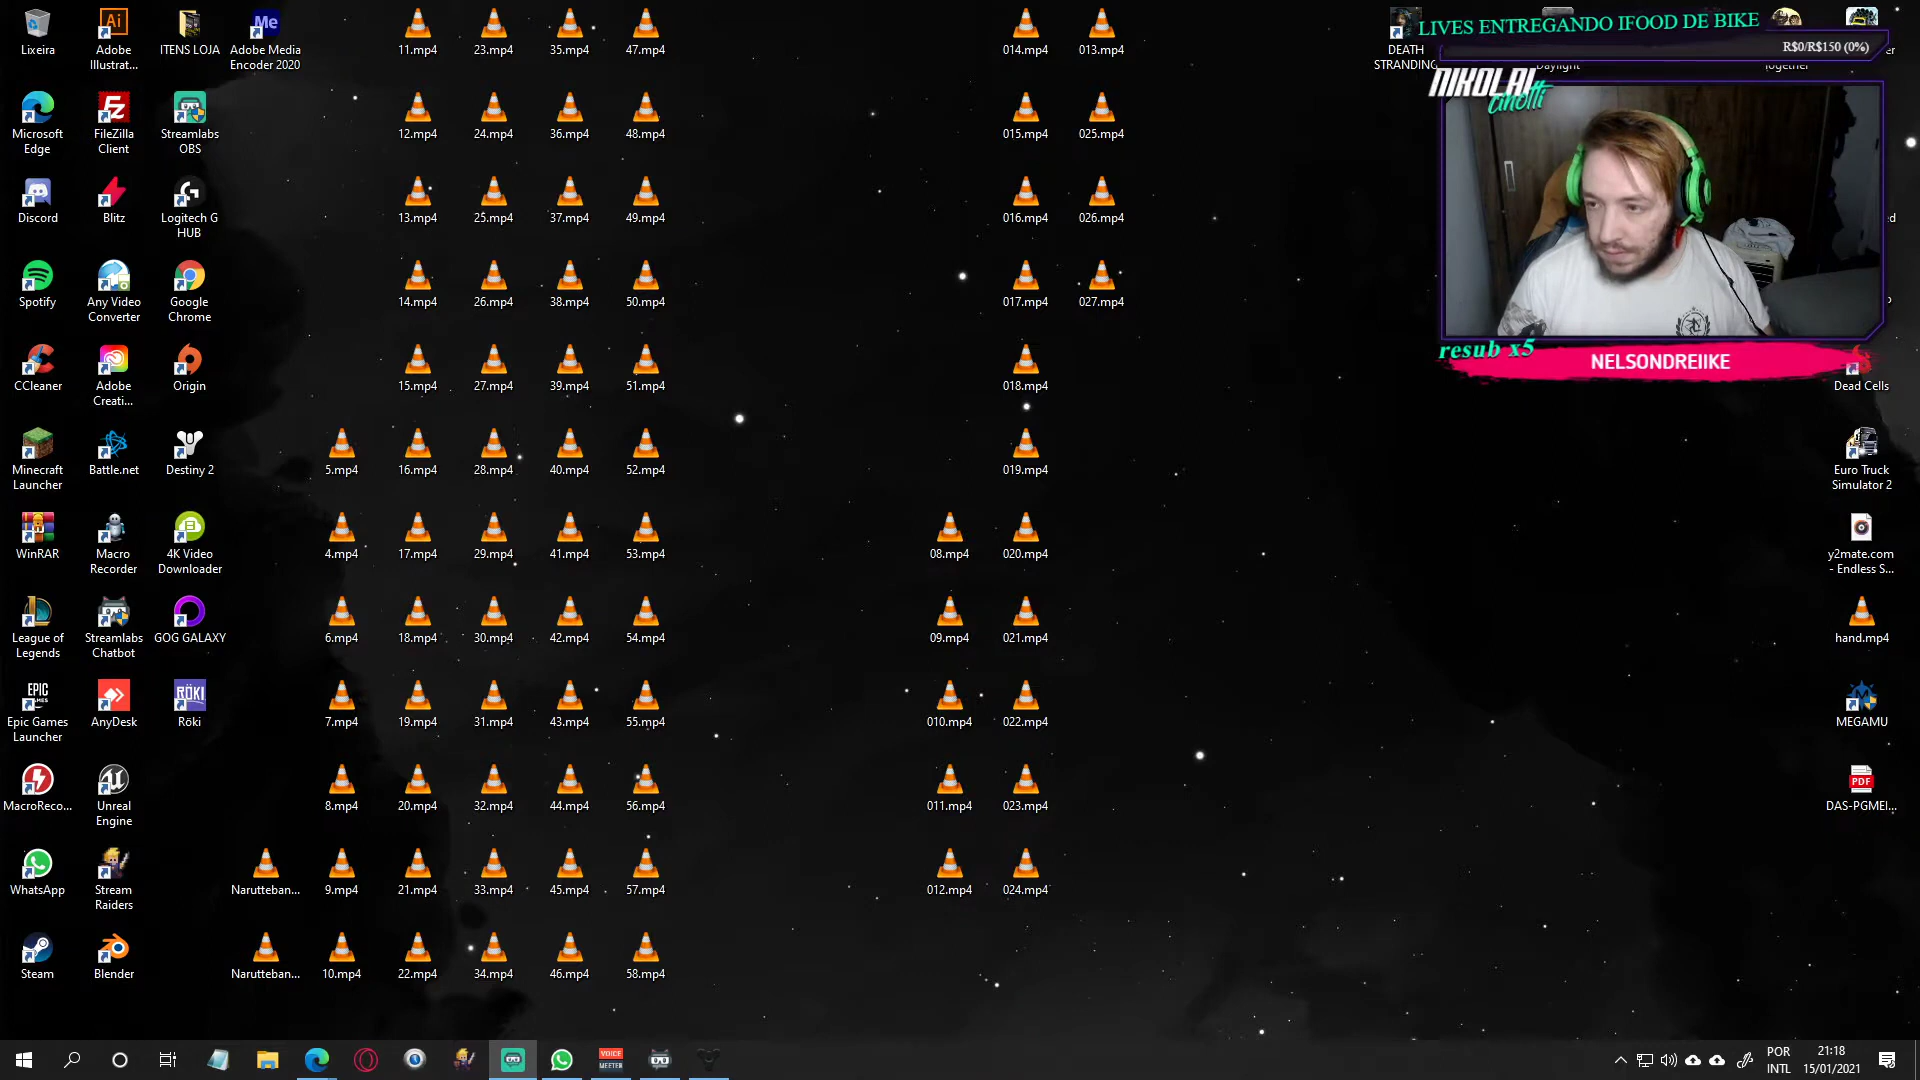 Lixeira
Adobe
Illustrat...
ITENS LOJA
Adobe Media
Encoder 2020
11.mp4
23.mp4
35.mp4
47.mp4
014.mp4
013.mp4
DEATH
STRANDING
LIVES ENTREGANDO IFOOD DE BIKE
R$0/R$150 (0%)
Daylight
Together
NIKOLAI
cinotti
Microsoft
Edge
FileZilla
Client
Streamlabs
OBS
12.mp4
24.mp4
36.mp4
48.mp4
015.mp4
025.mp4
Discord
Blitz
Logitech G
HUB
13.mp4
25.mp4
37.mp4
49.mp4
016.mp4
026.mp4
Spotify
Any Video
Converter
Google
Chrome
14.mp4
26.mp4
38.mp4
50.mp4
017.mp4
027.mp4
resub x5
NELSONDREIIKE
CCleaner
Adobe
Creati...
Origin
15.mp4
27.mp4
39.mp4
51.mp4
018.mp4
Dead Cells
Minecraft
Launcher
Battle.net
Destiny 2
5.mp4
16.mp4
28.mp4
40.mp4
52.mp4
019.mp4
Euro Truck
Simulator 2
WinRAR
Macro
Recorder
4K Video
Downloader
4.mp4
17.mp4
29.mp4
41.mp4
53.mp4
08.mp4
020.mp4
y2mate.com
- Endless S...
League of
Legends
Streamlabs
Chatbot
GOG GALAXY
6.mp4
18.mp4
30.mp4
42.mp4
54.mp4
09.mp4
021.mp4
hand.mp4
EPIC
GAMES
Epic Games
Launcher
AnyDesk
RÖKI
Röki
7.mp4
19.mp4
31.mp4
43.mp4
55.mp4
010.mp4
022.mp4
MEGAMU
MacroReco...
Unreal
Engine
8.mp4
20.mp4
32.mp4
44.mp4
56.mp4
011.mp4
023.mp4
PDF
DAS-PGMEI...
WhatsApp
Stream
Raiders
Narutteban...
9.mp4
21.mp4
33.mp4
45.mp4
57.mp4
012.mp4
024.mp4
Steam
Blender
Narutteban...
10.mp4
22.mp4
34.mp4
46.mp4
58.mp4
VOICE
MEETER
POR
INTL
21:18
15/01/2021